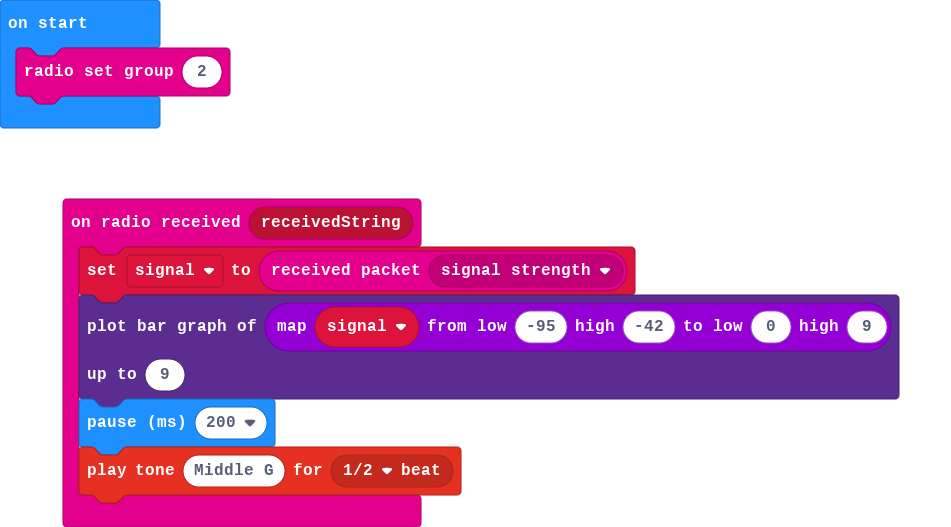 on start
radio set group 2
on radio received receivedString
set signal to received packet signal strength
plot bar graph of map signal from low -95 high -42 to low 0 high 9
up to 9
pause (ms) 200
play tone Middle G for 1/2 beat